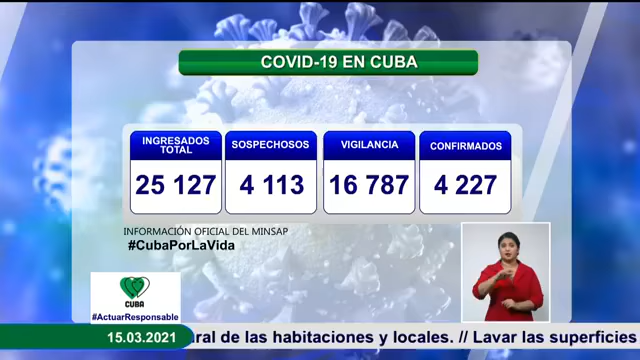 COVID-19 EN CUBA
INGRESADOS
TOTAL
25 127
SOSPECHOSOS
4 113
VIGILANCIA
16 787
CONFIRMADOS
4 227
INFORMACIÓN OFICIAL DEL MINSAP
#CubaPorLaVida
CUBA
#ActuarResponsable
15.03.2021
ural de las habitaciones y locales. // Lavar las superficies